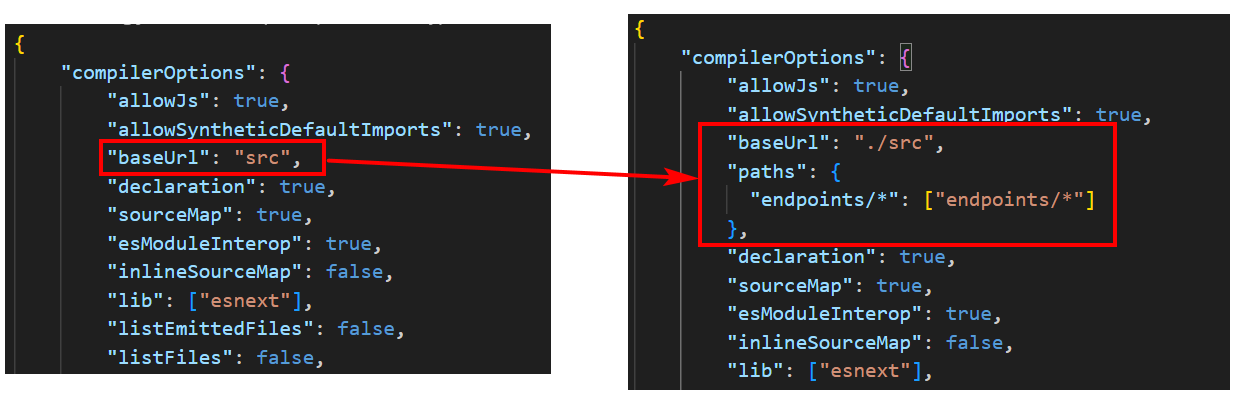 {
"compilerOptions": {
"allowJs": true,
"allowSyntheticDefaultImports": true,
"baseUrl": "src",
"declaration": true,
"sourceMap": true,
"esModuleInterop": true,
"inlineSourceMap": false,
"lib": ["esnext"],
"listEmittedFiles": false,
"listFiles": false,
{
"compilerOptions": {
"allowJs": true,
"allowSyntheticDefaultImports": true,
"baseUrl": "./src",
"paths": {
"endpoints/*": ["endpoints/*"]
},
"declaration": true,
"sourceMap": true,
"esModuleInterop": true,
"inlineSourceMap": false,
"lib": ["esnext"],